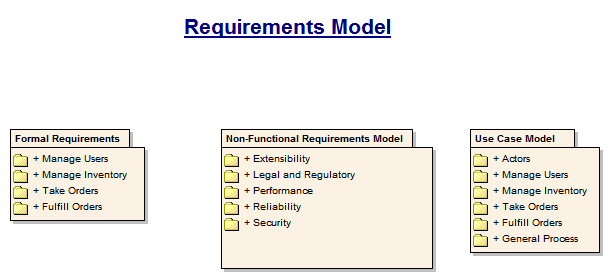 Requirements Model
Formal Requirements
+ Manage Users
+ Manage Inventory
+ Take Orders
+ Fulfill Orders
Non-Functional Requirements Model
+ Extensibility
+ Legal and Regulatory
+ Performance
+ Reliability
+ Security
Use Case Model
+ Actors
+ Manage Users
+ Manage Inventory
+ Take Orders
+ Fulfill Orders
+ General Process